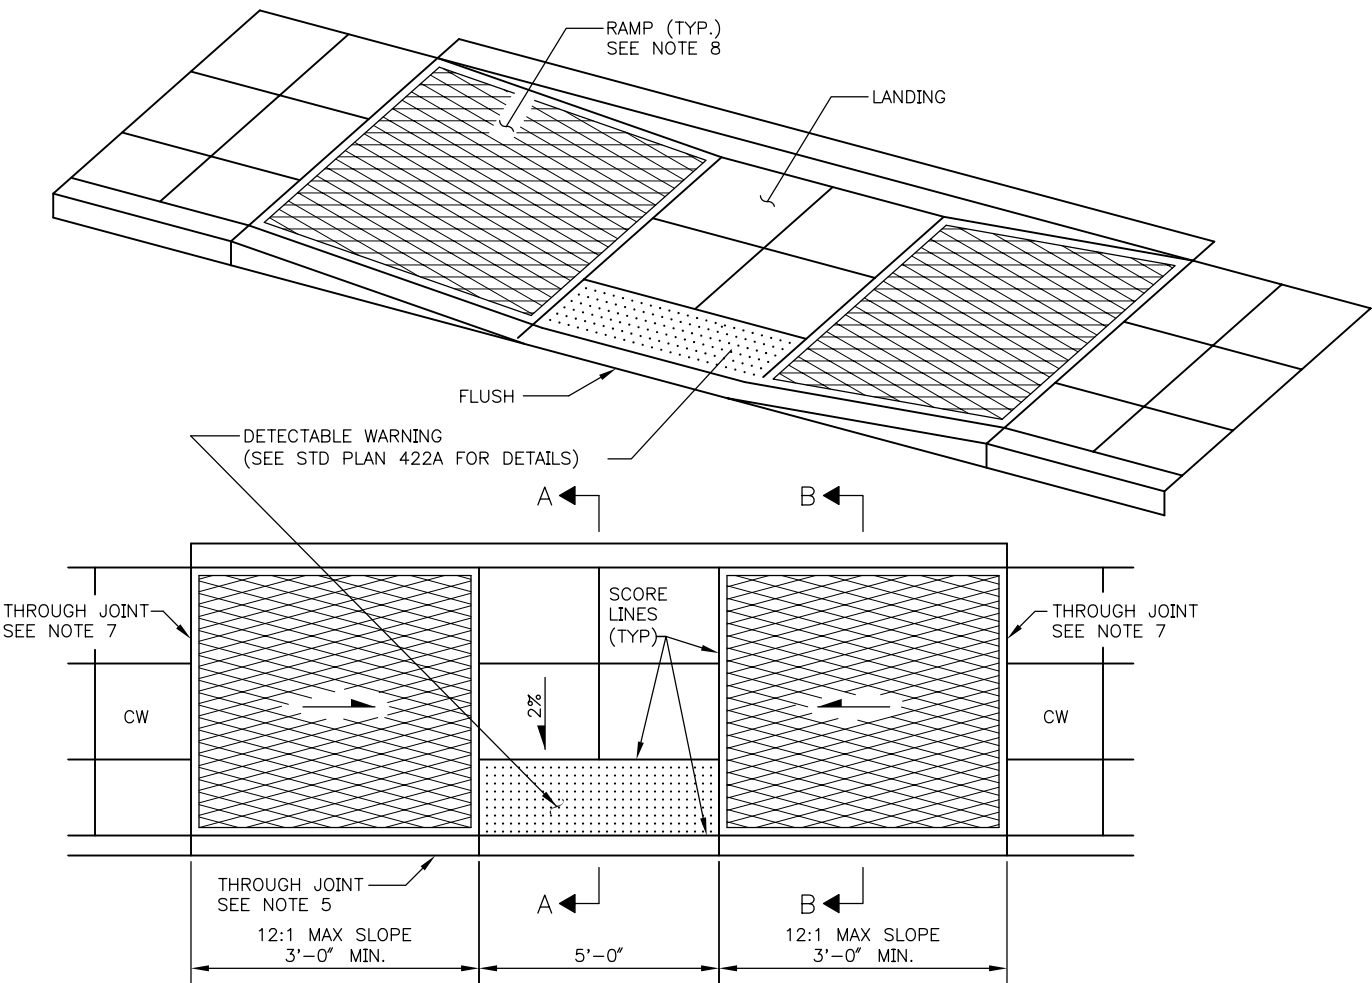 RAMP (TYP.)
SEE NOTE 8
LANDING
FLUSH
DETECTABLE WARNING
(SEE STD PLAN 422A FOR DETAILS)
A
B
SCORE
LINES
(TYP)
THROUGH JOINT
SEE NOTE 7
THROUGH JOINT
SEE NOTE 7
CW
2%
CW
THROUGH JOINT
SEE NOTE 5
A
B
12:1 MAX SLOPE
3'-0" MIN.
5'-0"
12:1 MAX SLOPE
3'-0" MIN.